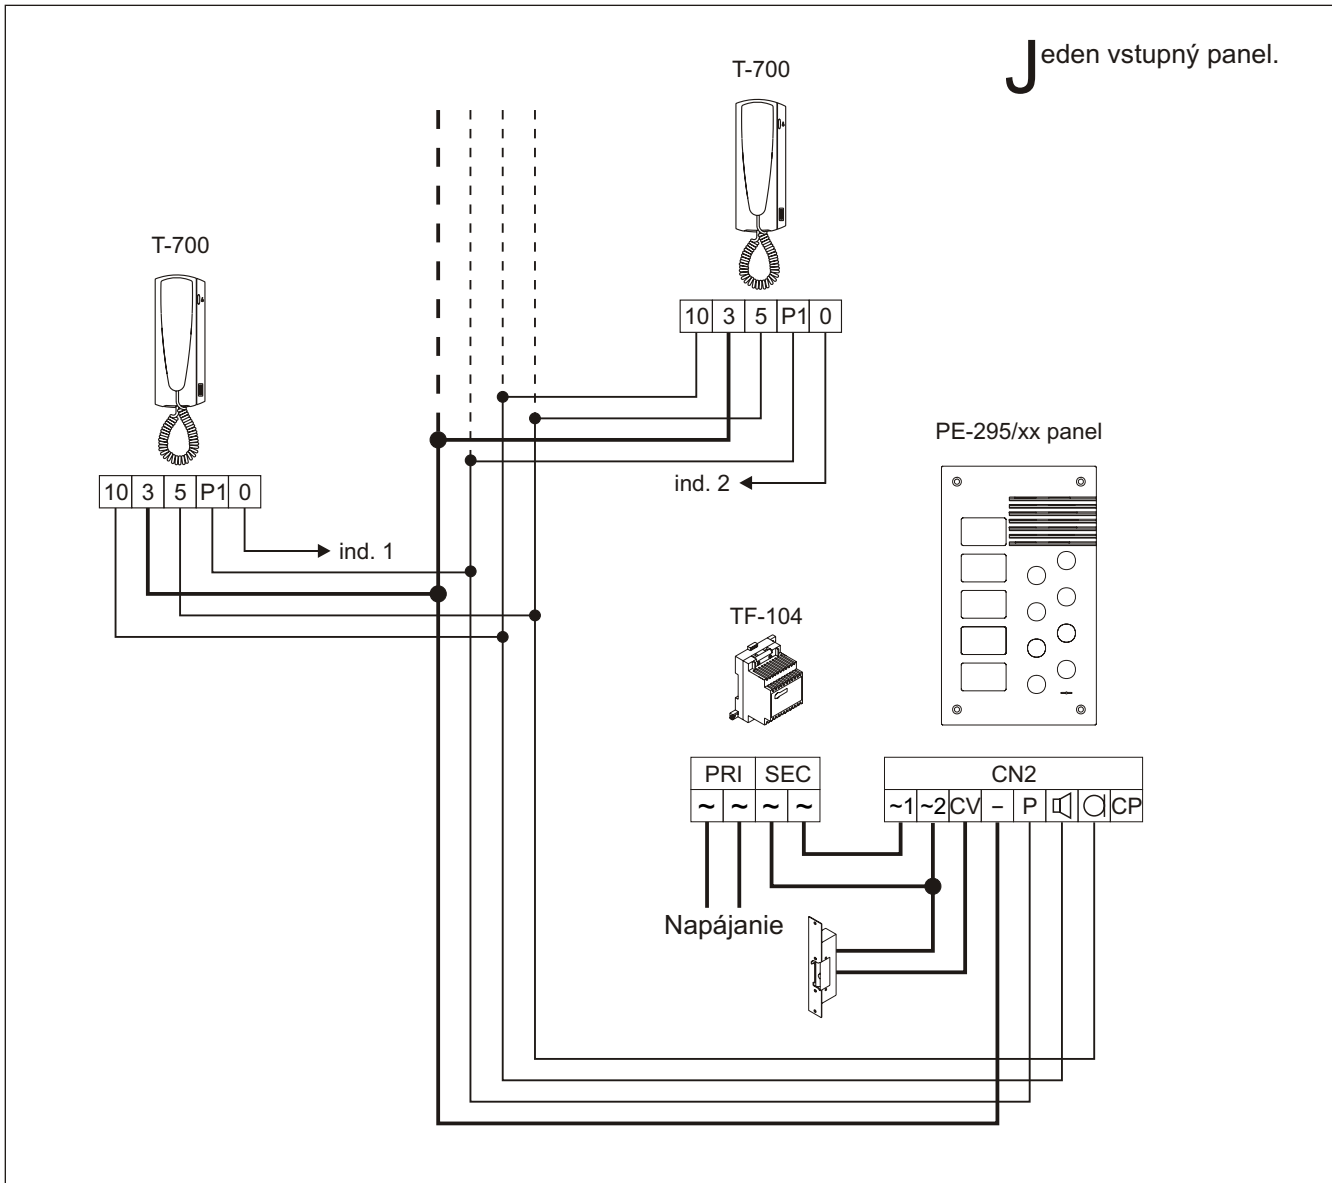 Jeden vstupný panel.
T-700
T-700
10 3 5 P1 0
PE-295/xx panel
ind. 2
10 3 5 P1 0
ind. 1
TF-104
PRI SEC
~ ~ ~ ~
CN2
~1 ~2 CV – P CP
Napájanie